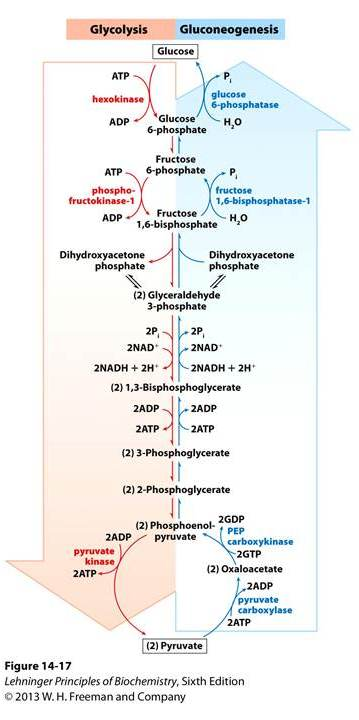 Glycolysis Gluconeogenesis
Glucose
ATP
hexokinase
ADP
Pi
glucose
6-phosphatase
H2O
Glucose
6-phosphate
Fructose
6-phosphate
ATP
phospho-
fructokinase-1
ADP
Pi
fructose
1,6-bisphosphatase-1
H2O
Fructose
1,6-bisphosphate
Dihydroxyacetone
phosphate
Dihydroxyacetone
phosphate
(2) Glyceraldehyde
3-phosphate
2Pi 2Pi
2NAD+ 2NAD+
2NADH + 2H+ 2NADH + 2H+
(2) 1,3-Bisphosphoglycerate
2ADP 2ADP
2ATP 2ATP
(2) 3-Phosphoglycerate
(2) 2-Phosphoglycerate
(2) Phosphoenol-
pyruvate
2ADP
pyruvate
kinase
2ATP
2GDP
PEP
carboxykinase
2GTP
(2) Oxaloacetate
2ADP
pyruvate
carboxylase
2ATP
(2) Pyruvate
Figure 14-17
Lehninger Principles of Biochemistry, Sixth Edition
© 2013 W. H. Freeman and Company